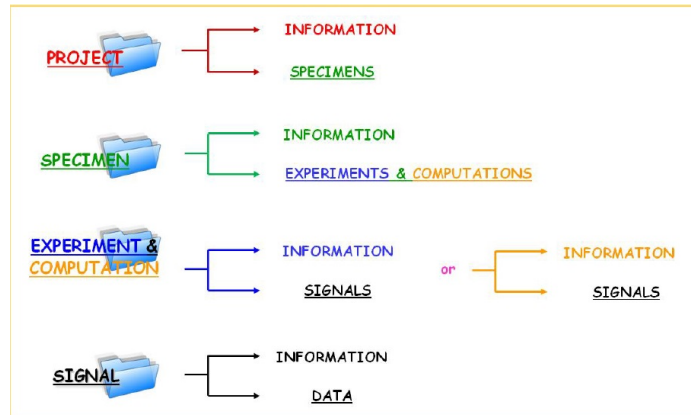 INFORMATION
PROJECT
SPECIMENS
INFORMATION
SPECIMEN
EXPERIMENTS & COMPUTATIONS
EXPERIMENT &
COMPUTATION
INFORMATION or INFORMATION
SIGNALS SIGNALS
INFORMATION
SIGNAL
DATA